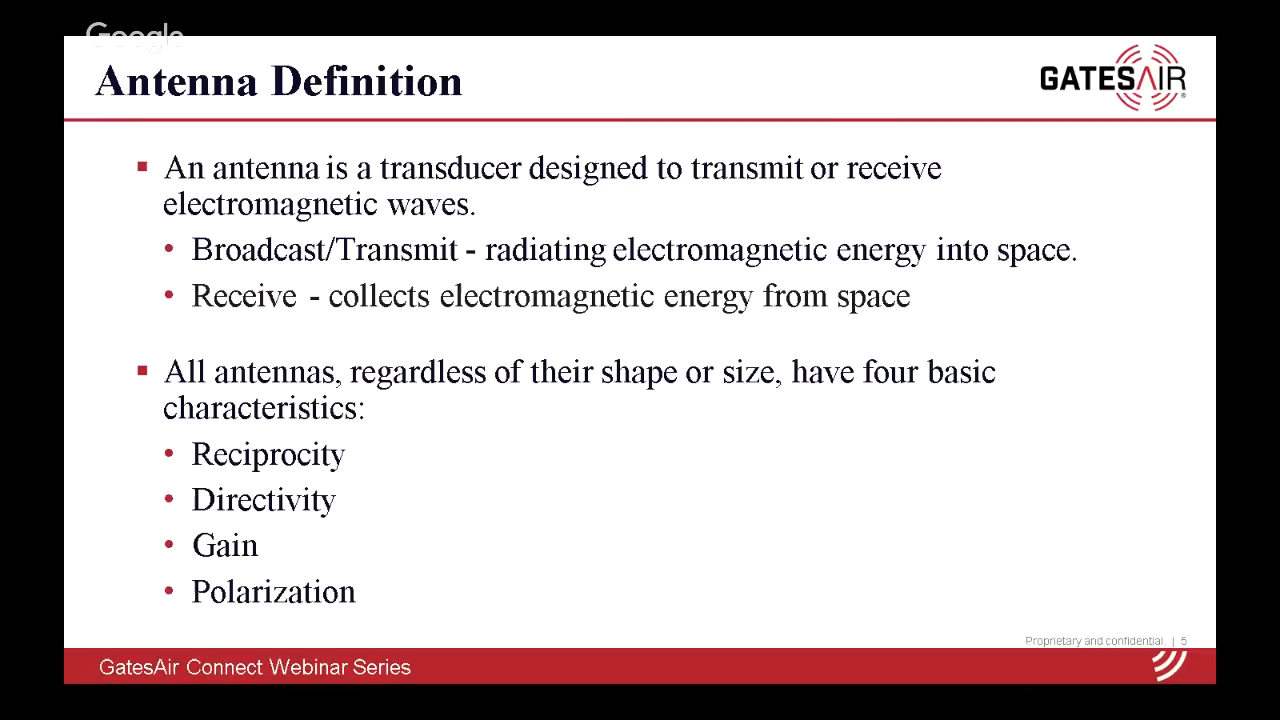 Google
Antenna Definition
GATESAIR®
▪ An antenna is a transducer designed to transmit or receive
electromagnetic waves.
• Broadcast/Transmit - radiating electromagnetic energy into space.
• Receive - collects electromagnetic energy from space
▪ All antennas, regardless of their shape or size, have four basic
characteristics:
• Reciprocity
• Directivity
• Gain
• Polarization
Proprietary and confidential. | 5
GatesAir Connect Webinar Series